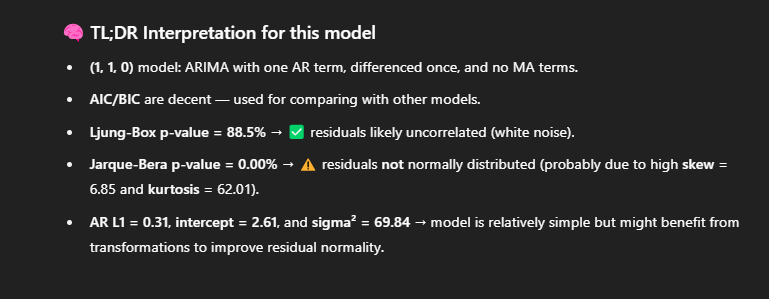 🧠 TL;DR Interpretation for this model
• (1, 1, 0) model: ARIMA with one AR term, differenced once, and no MA terms.
• AIC/BIC are decent — used for comparing with other models.
• Ljung-Box p-value = 88.5% → ✅ residuals likely uncorrelated (white noise).
• Jarque-Bera p-value = 0.00% → ⚠️ residuals not normally distributed (probably due to high skew =
6.85 and kurtosis = 62.01).
• AR L1 = 0.31, intercept = 2.61, and sigma² = 69.84 → model is relatively simple but might benefit from
transformations to improve residual normality.